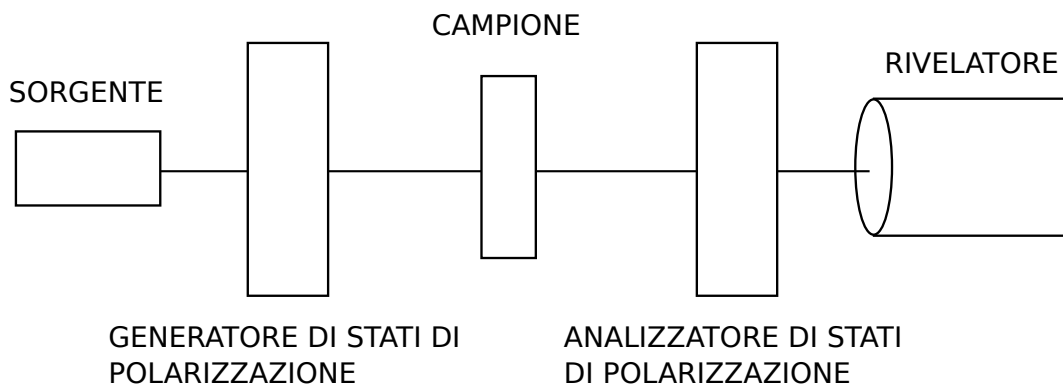 SORGENTE
CAMPIONE
RIVELATORE
GENERATORE DI STATI DI
POLARIZZAZIONE
ANALIZZATORE DI STATI
DI POLARIZZAZIONE